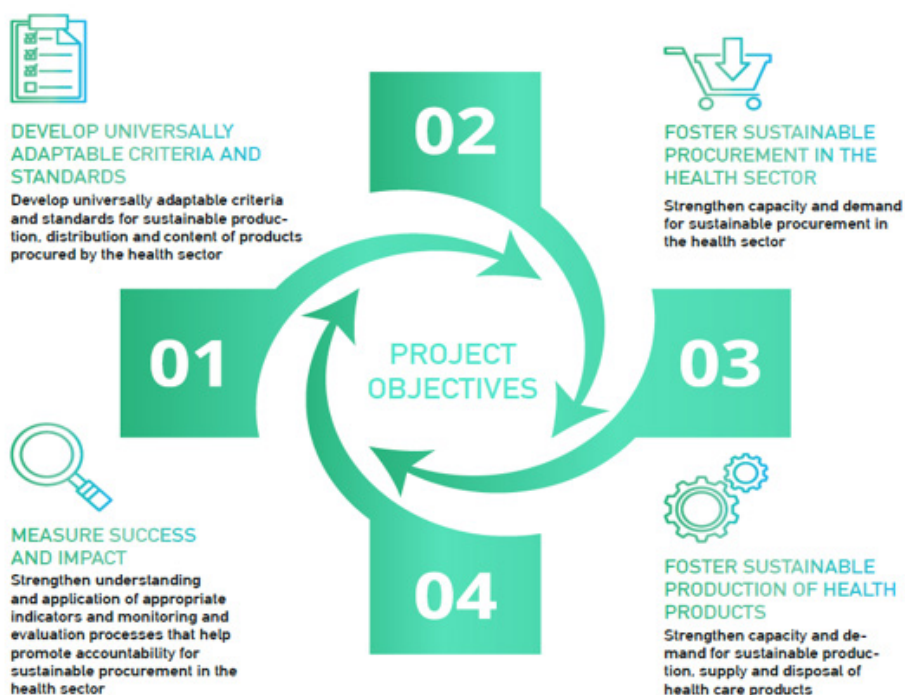 DEVELOP UNIVERSALLY
ADAPTABLE CRITERIA AND
STANDARDS
Develop universally adaptable criteria
and standards for sustainable produc-
tion, distribution and content of products
procured by the health sector
02
FOSTER SUSTAINABLE
PROCUREMENT IN THE
HEALTH SECTOR
Strengthen capacity and demand
for sustainable procurement in
the health sector
01
PROJECT
OBJECTIVES
03
MEASURE SUCCESS
AND IMPACT
Strengthen understanding
and application of appropriate
indicators and monitoring and
evaluation processes that help
promote accountability for
sustainable procurement in the
health sector
04
FOSTER SUSTAINABLE
PRODUCTION OF HEALTH
PRODUCTS
Strengthen capacity and de-
mand for sustainable produc-
tion, supply and disposal of
health care products